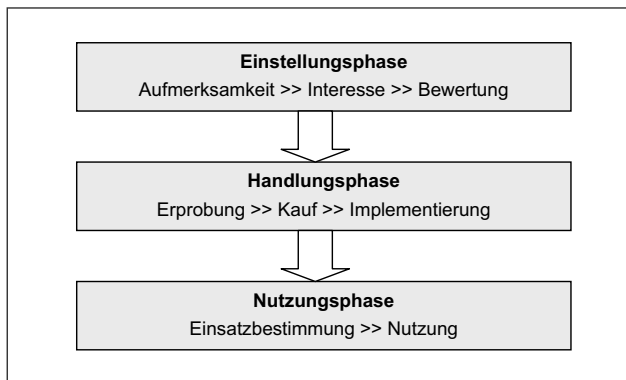 Einstellungsphase
Aufmerksamkeit >> Interesse >> Bewertung
Handlungsphase
Erprobung >> Kauf >> Implementierung
Nutzungsphase
Einsatzbestimmung >> Nutzung